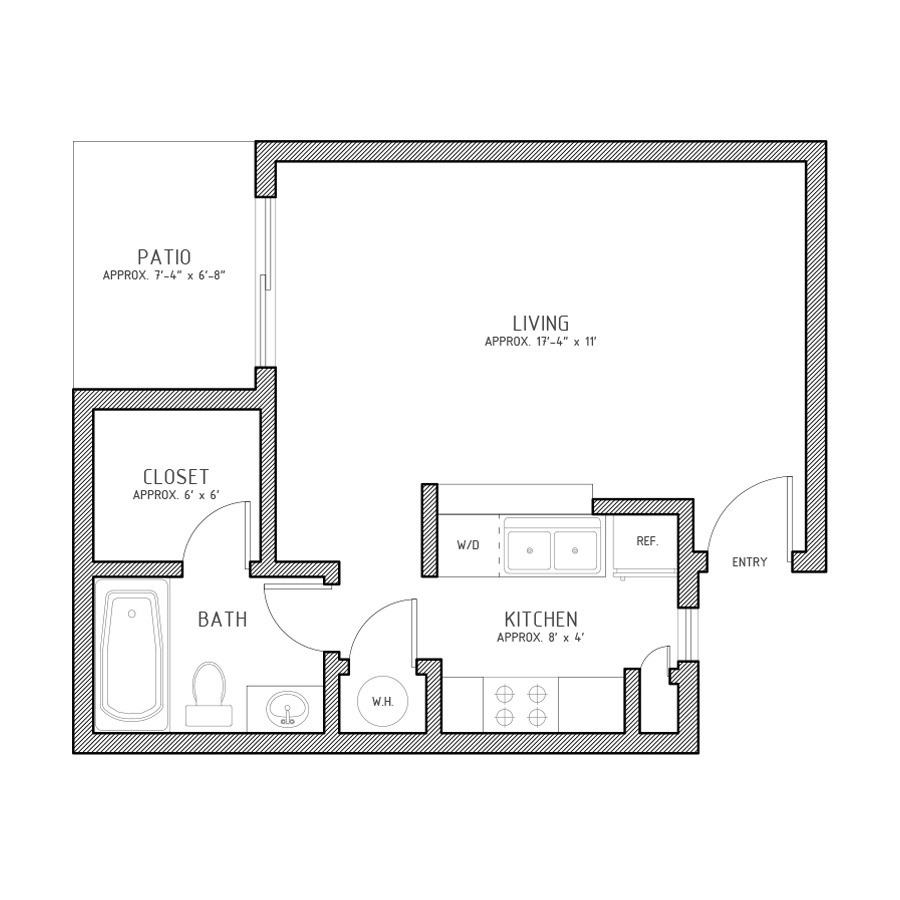 PATIO
APPROX. 7'-4" x 6'-8"
LIVING
APPROX. 17'-4" x 11'
CLOSET
APPROX. 6' x 6'
W/D
REF.
ENTRY
BATH
KITCHEN
APPROX. 8' x 4'
W.H.